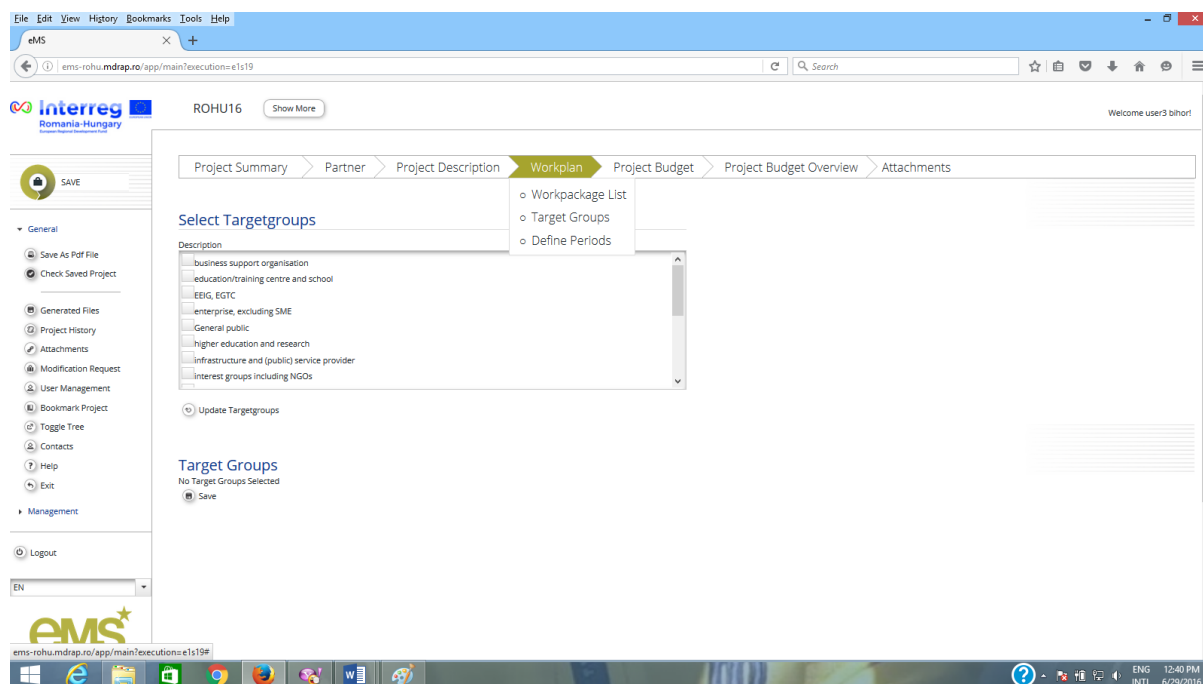 File Edit View History Bookmarks Tools Help
eMS
ems-rohu.mdrap.ro/app/main?execution=e1s19
Search
Interreg
Romania-Hungary
European Regional Development Fund
ROHU16
Show More
Welcome user3 bihor!
SAVE
Project Summary
Partner
Project Description
Workplan
Project Budget
Project Budget Overview
Attachments
Workpackage List
Target Groups
Define Periods
General
Save As Pdf File
Check Saved Project
Generated Files
Project History
Attachments
Modification Request
User Management
Bookmark Project
Toggle Tree
Contacts
Help
Exit
Management
Logout
EN
eMS
Select Targetgroups
Description
business support organisation
education/training centre and school
EEIG, EGTC
enterprise, excluding SME
General public
higher education and research
infrastructure and (public) service provider
interest groups including NGOs
Update Targetgroups
Target Groups
No Target Groups Selected
Save
ems-rohu.mdrap.ro/app/main?execution=e1s19#
ENG
INTL
12:40 PM
6/29/2016